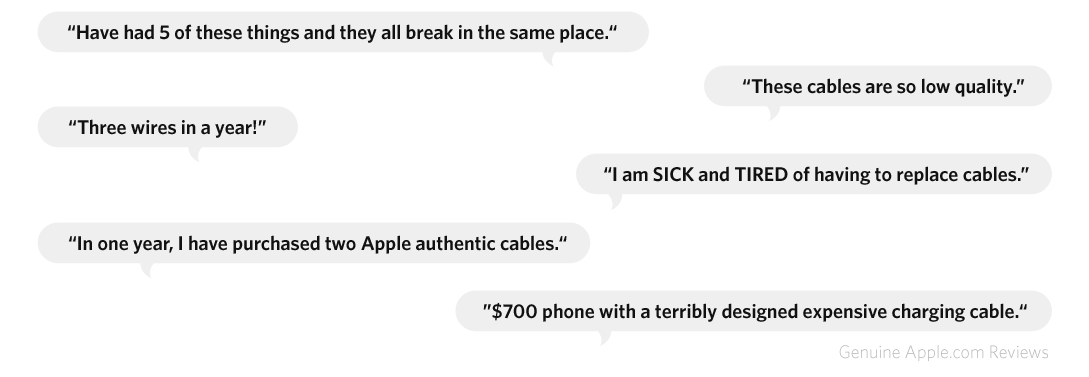 “Have had 5 of these things and they all break in the same place.“
“These cables are so low quality.”
“Three wires in a year!”
“I am SICK and TIRED of having to replace cables.”
“In one year, I have purchased two Apple authentic cables.“
”$700 phone with a terribly designed expensive charging cable.“
Genuine Apple.com Reviews